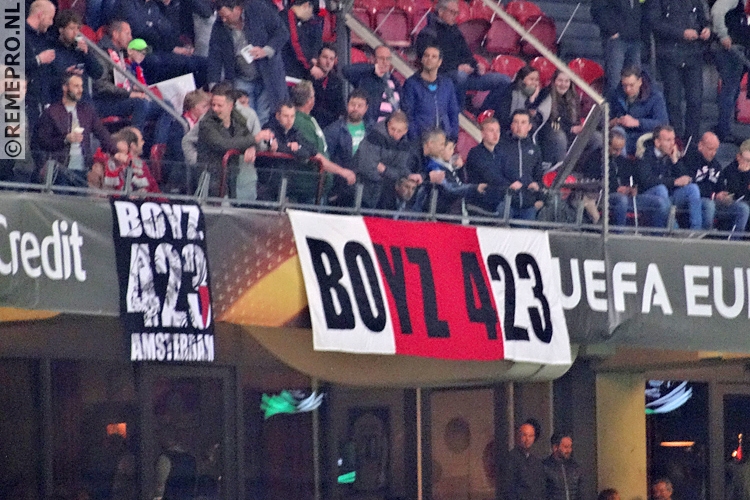 ©REMEPRO.NL
BOYZ
423
AMSTERDAM
BOYZ 423
Credit
UEFA EU